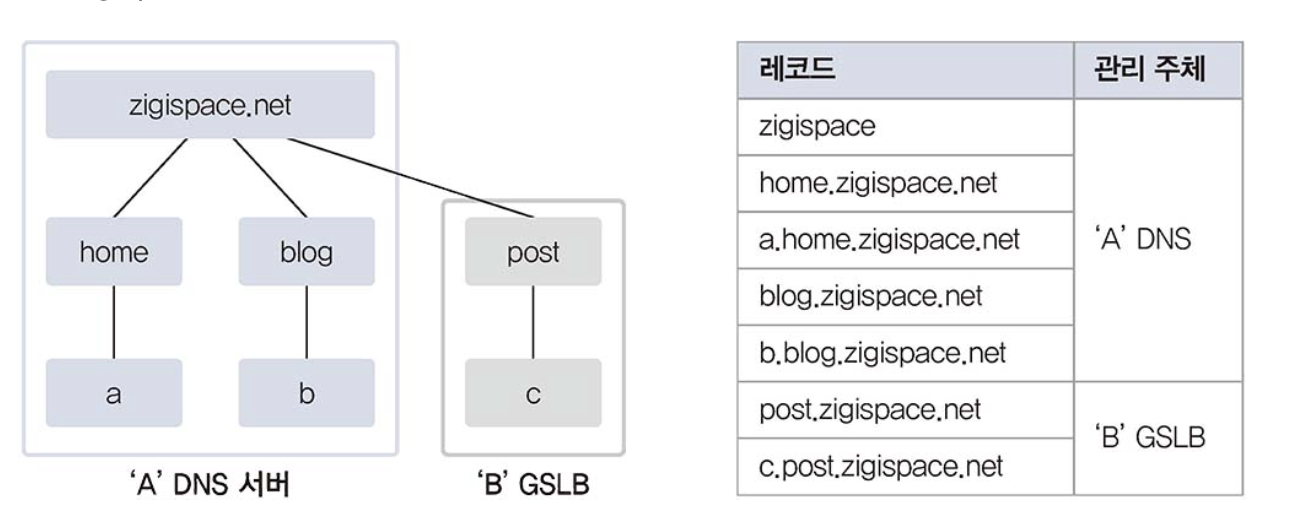 zigispace.net
home
blog
post
a
b
c
‘A’ DNS 서버
‘B’ GSLB
레코드
관리 주체
zigispace
home.zigispace.net
a.home.zigispace.net
blog.zigispace.net
b.blog.zigispace.net
‘A’ DNS
post.zigispace.net
c.post.zigispace.net
‘B’ GSLB